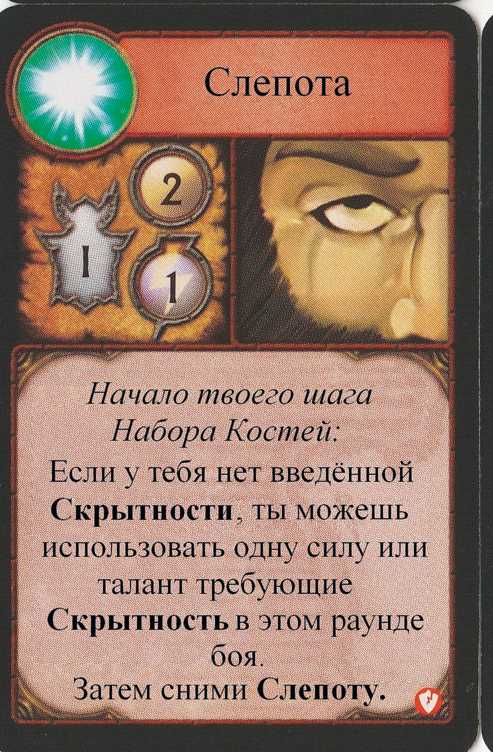 Слепота
2
1
1
Начало твоего шага
Набора Костей:
Если у тебя нет введённой
Скрытности, ты можешь
использовать одну силу или
талант требующие
Скрытность в этом раунде
боя.
Затем сними Слепоту.